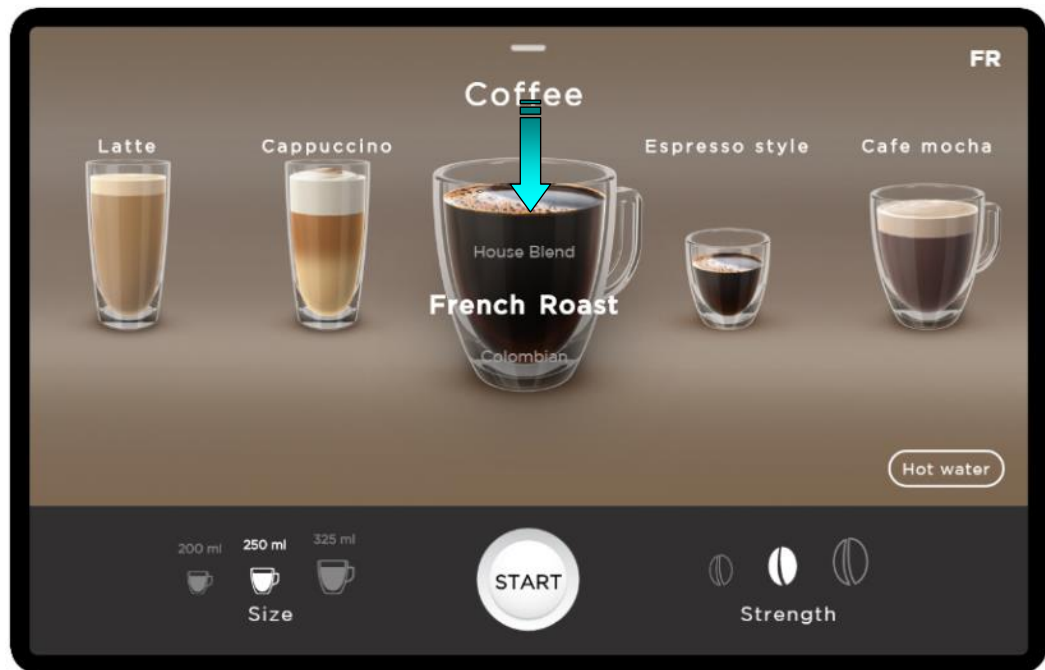 FR
Coffee
Latte
Cappuccino
Espresso style
Cafe mocha
House Blend
French Roast
Colombian
Hot water
200 ml
250 ml
325 ml
Size
START
Strength